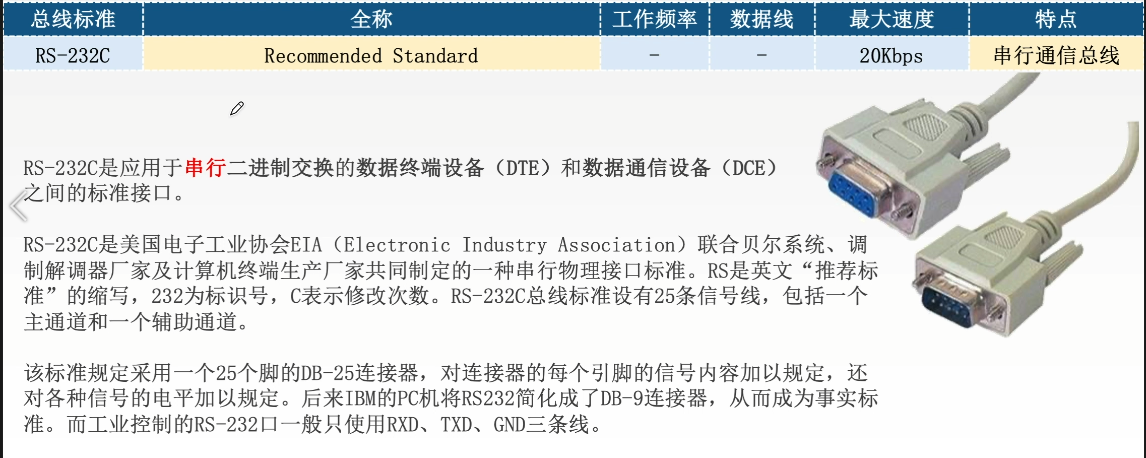 总线标准 全称 工作频率 数据线 最大速度 特点
RS-232C Recommended Standard - - 20Kbps 串行通信总线
RS-232C是应用于串行二进制交换的数据终端设备（DTE）和数据通信设备（DCE）
之间的标准接口。
RS-232C是美国电子工业协会EIA（Electronic Industry Association）联合贝尔系统、调
制解调器厂家及计算机终端生产厂家共同制定的一种串行物理接口标准。RS是英文“推荐标
准”的缩写，232为标识号，C表示修改次数。RS-232C总线标准设有25条信号线，包括一个
主通道和一个辅助通道。
该标准规定采用一个25个脚的DB-25连接器，对连接器的每个引脚的信号内容加以规定，还
对各种信号的电平加以规定。后来IBM的PC机将RS232简化成了DB-9连接器，从而成为事实标
准。而工业控制的RS-232口一般只使用RXD、TXD、GND三条线。